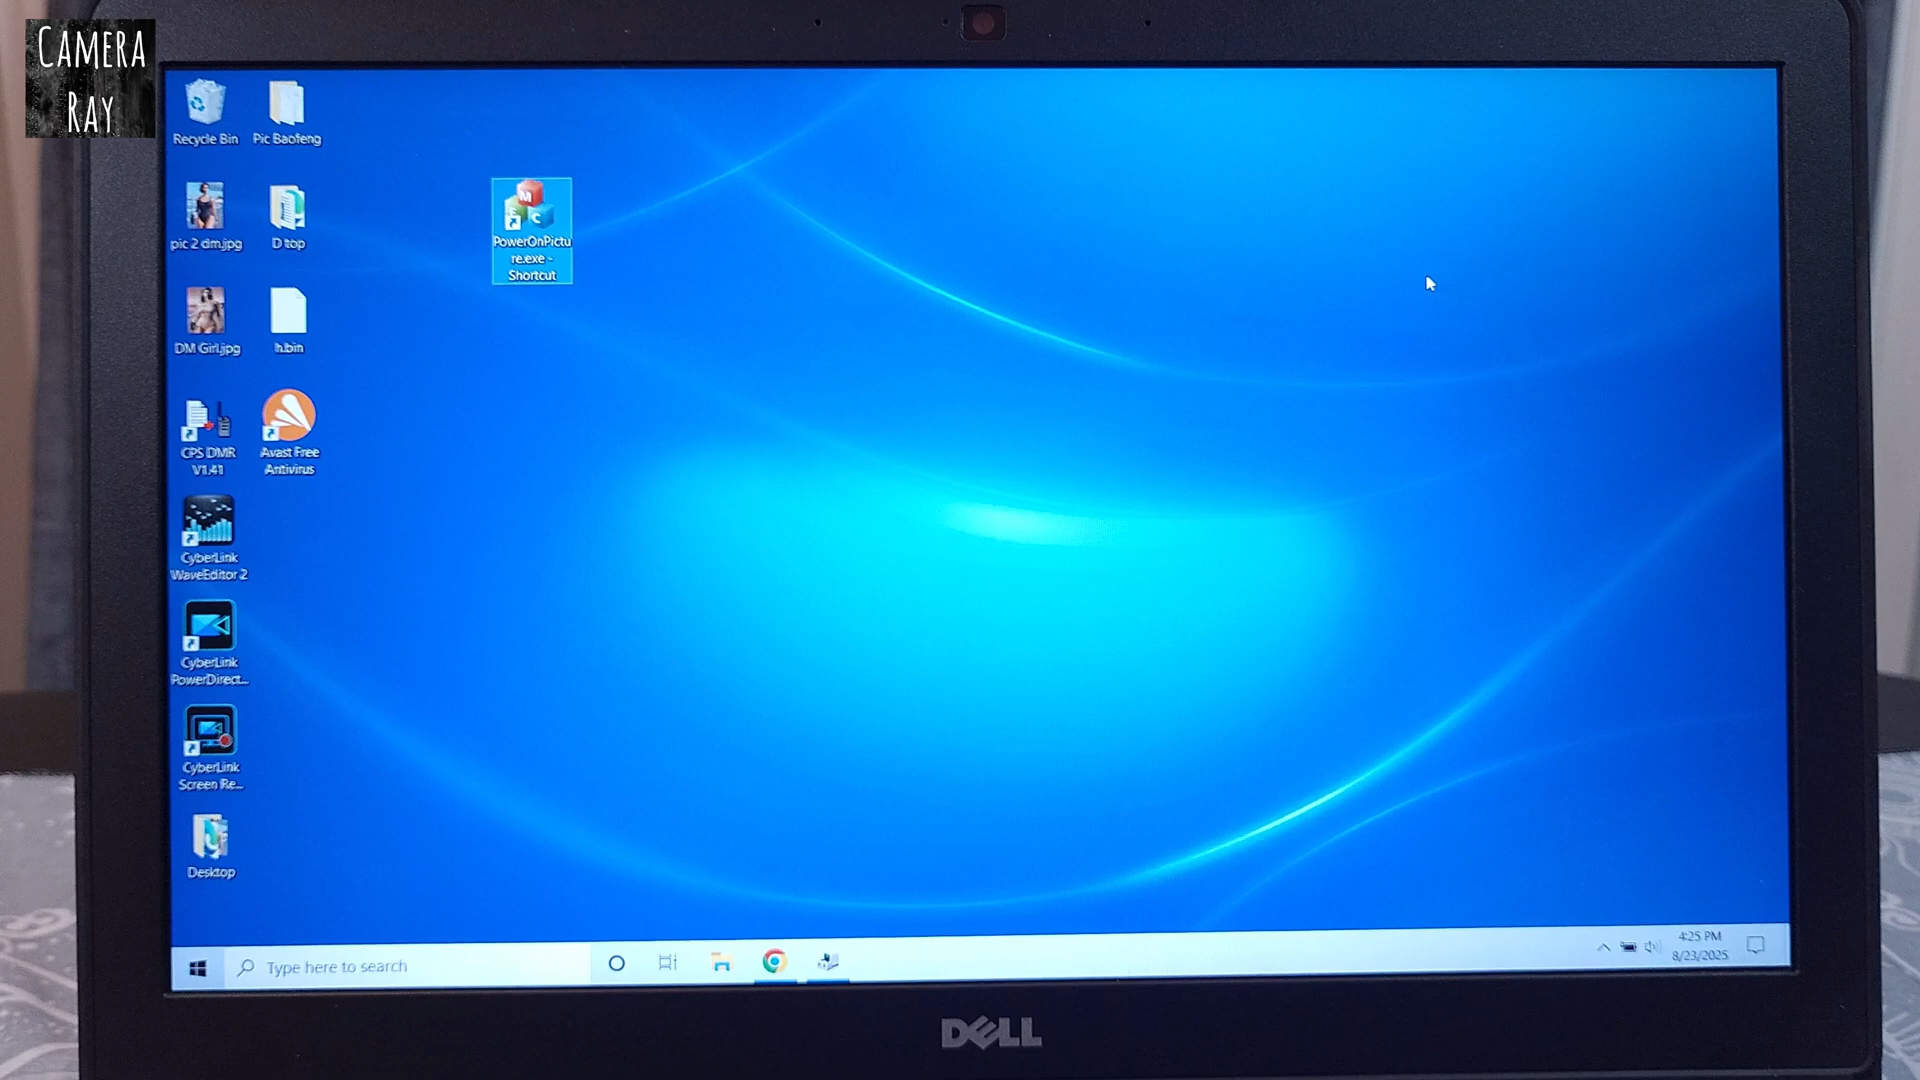 CAMERA
RAY
Recycle Bin
Pic Baofeng
pic 2 dm.jpg
D top
PowerOnPictu
re.exe -
Shortcut
DM Girl.jpg
h.bin
CPS DMR
V1.41
Avast Free
Antivirus
CyberLink
WaveEditor 2
CyberLink
PowerDirect...
CyberLink
Screen Re...
Desktop
Type here to search
4:25 PM
8/23/2025
DELL